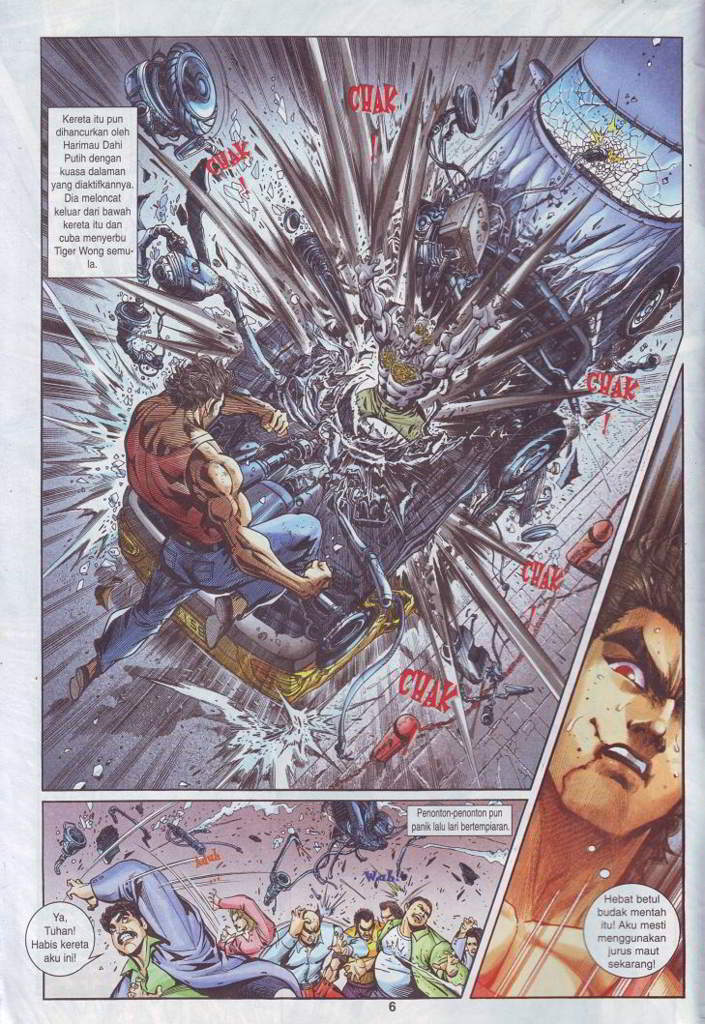 Kereta itu pun
dihancurkan oleh
Harimau Dahi
Putih dengan
kuasa dalaman
yang diaktifkannya.
Dia meloncat
keluar dari bawah
kereta itu dan
cuba menyerbu
Tiger Wong semu-
la.
CHAK
!
CHAK
!
CHAK
!
CHAK
!
CHAK
!
Penonton-penonton pun
panik lalu lari bertempiaran.
Aduh
Wah!
Ya,
Tuhan!
Habis kereta
aku ini!
Hebat betul
budak mentah
itu! Aku mesti
menggunakan
jurus maut
sekarang!
6